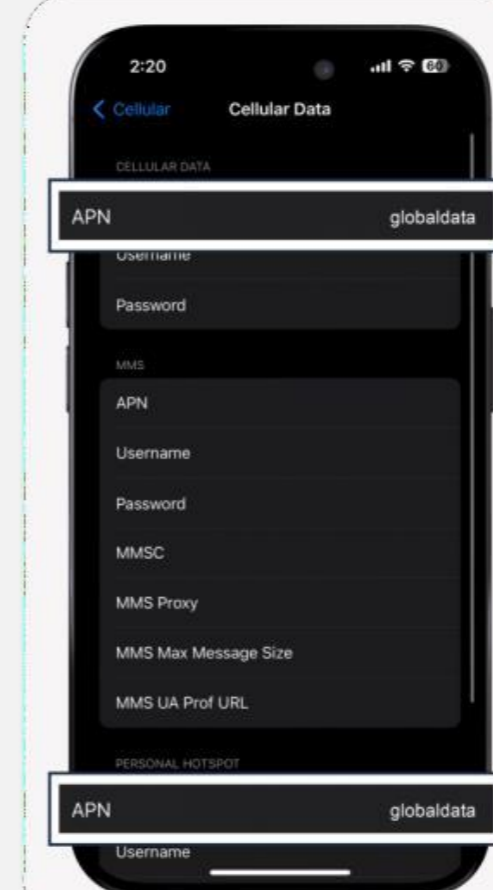 2:20 60
Cellular Cellular Data
CELLULAR DATA
APN globaldata
Username
Password
MMS
APN
Username
Password
MMSC
MMS Proxy
MMS Max Message Size
MMS UA Prof URL
PERSONAL HOTSPOT
APN globaldata
Username